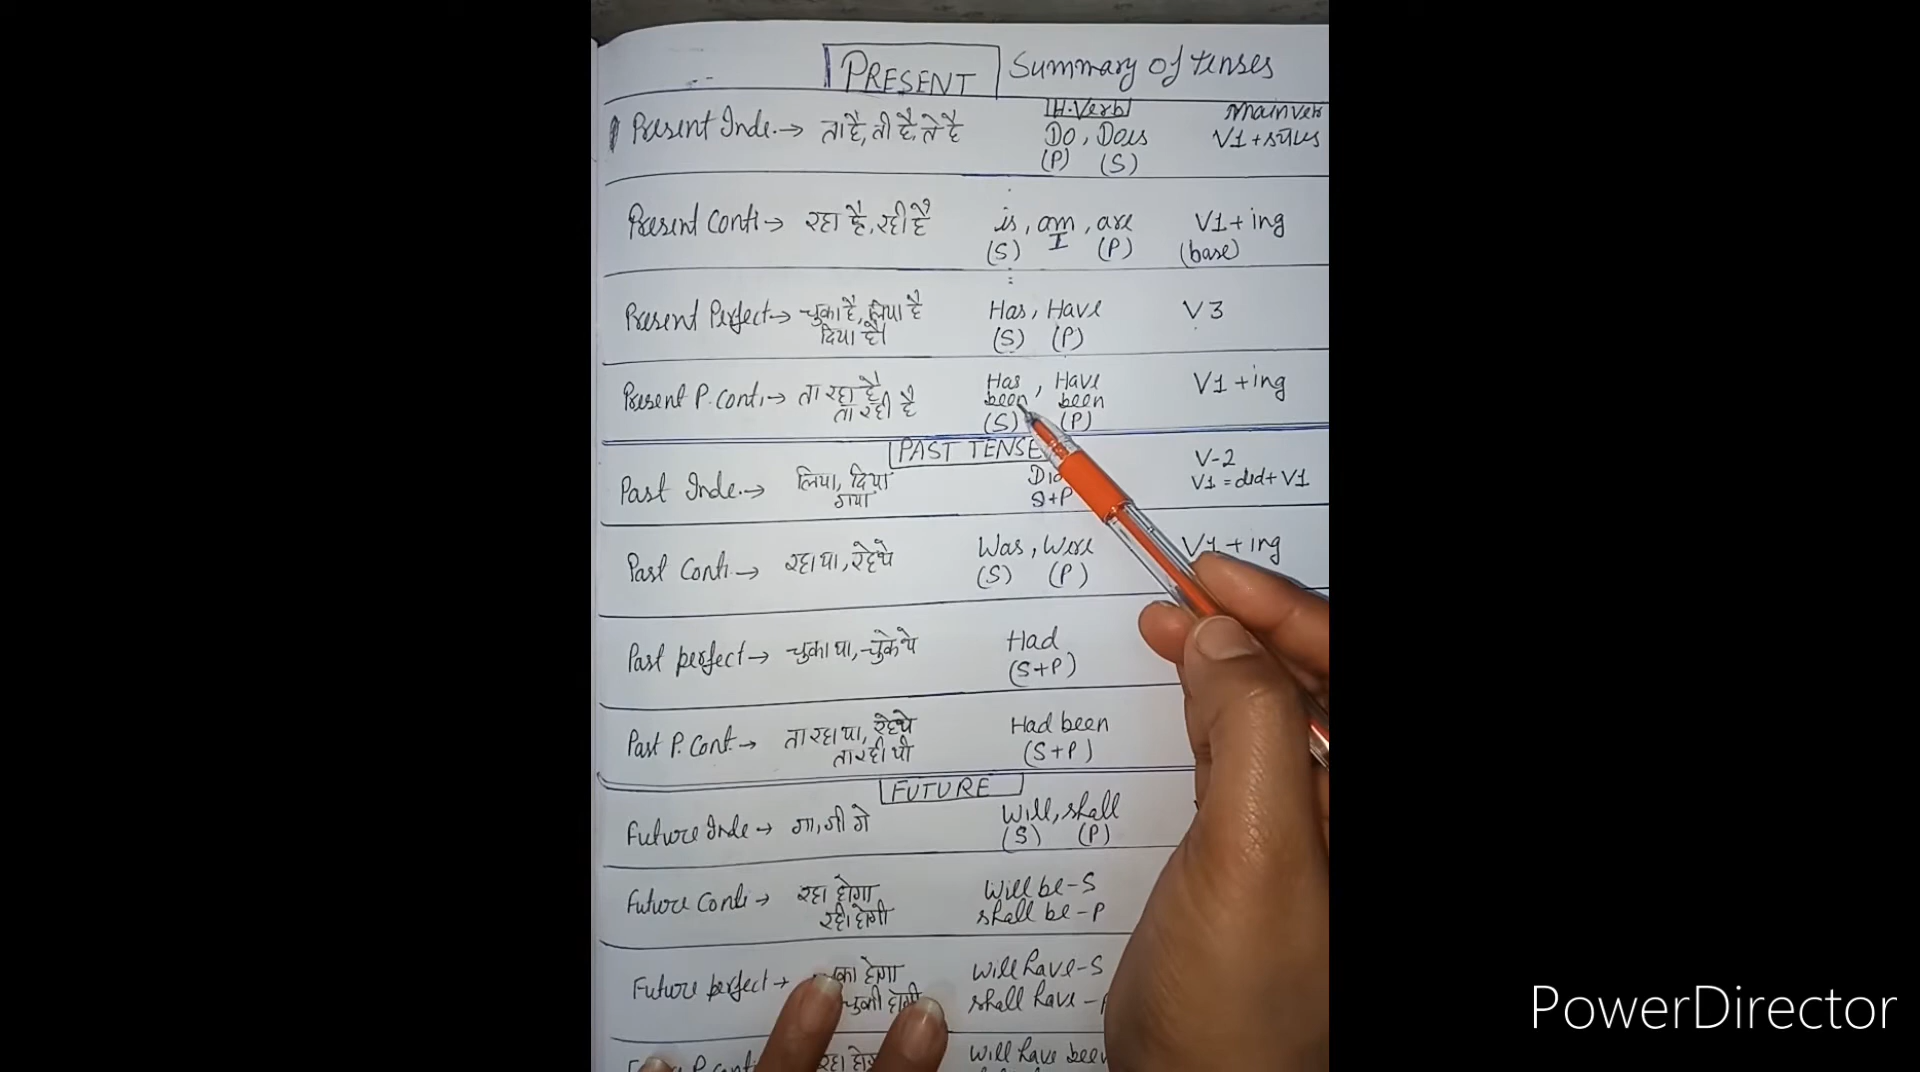 PRESENT Summary of tenses
H.Verb Mainver
Present Inde. → ता है, ती है, ते है Do, Does V1+s या es
(P) (S)
Present Conti → रहा है, रही है is, am, are V1+ing
(S) I (P) (base)
Present Perfect → चुका है, लिया है Has, Have V3
दिया है। (S) (P)
Present P. Conti → ता रहा है Has, Have V1+ing
ता रही है been been
(S) (P)
PAST TENSE
Past Inde. → लिया, दिया Did V-2
गया S+P V1=did+V1
Past Conti → रहा था, रहे थे Was, Were V1+ing
(S) (P)
Past perfect → चुका था, चुके थे Had
(S+P)
Past P. Cont. → ता रहा था, रहे थे Had been
ता रही थी (S+P)
FUTURE
Future Inde → गा, गी गे Will, shall
(S) (P)
Future Conti → रहा होगा Will be-S
रही होगी shall be-P
Future perfect → का होगा will have-S
चुकी होगी shall have-P
P. Conti रहा होगा will have been
PowerDirector